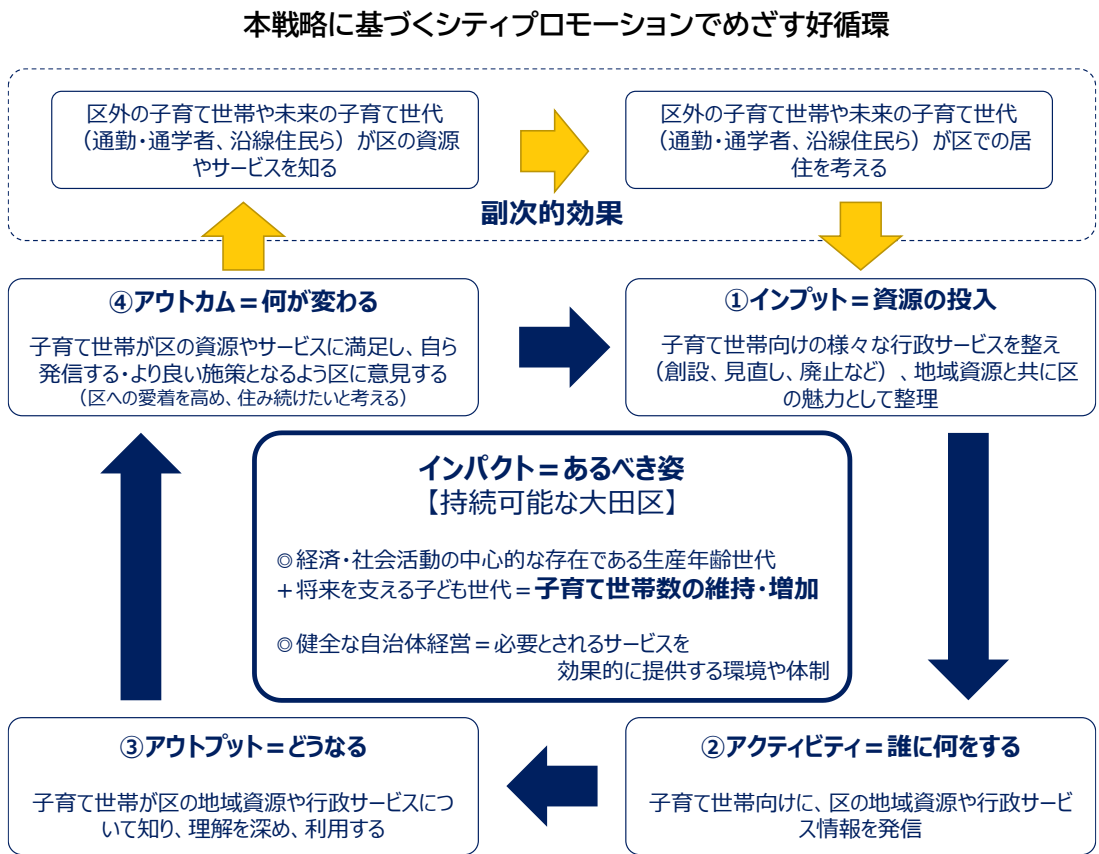 本戦略に基づくシティプロモーションでめざす好循環
区外の子育て世帯や未来の子育て世代
（通勤・通学者、沿線住民ら）が区の資源
やサービスを知る
区外の子育て世帯や未来の子育て世代
（通勤・通学者、沿線住民ら）が区での居
住を考える
副次的効果
④アウトカム＝何が変わる
子育て世帯が区の資源やサービスに満足し、自ら
発信する・より良い施策となるよう区に意見する
（区への愛着を高め、住み続けたいと考える）
①インプット＝資源の投入
子育て世帯向けの様々な行政サービスを整え
（創設、見直し、廃止など）、地域資源と共に区
の魅力として整理
インパクト＝あるべき姿
【持続可能な大田区】
◎経済・社会活動の中心的な存在である生産年齢世代
＋将来を支える子ども世代＝子育て世帯数の維持・増加
◎健全な自治体経営＝必要とされるサービスを
効果的に提供する環境や体制
③アウトプット＝どうなる
子育て世帯が区の地域資源や行政サービスにつ
いて知り、理解を深め、利用する
②アクティビティ＝誰に何をする
子育て世帯向けに、区の地域資源や行政サービ
ス情報を発信